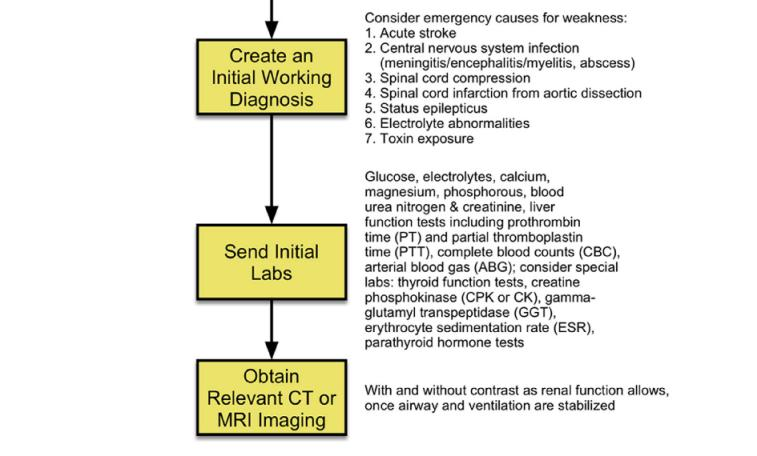 Consider emergency causes for weakness:
1. Acute stroke
2. Central nervous system infection
(meningitis/encephalitis/myelitis, abscess)
3. Spinal cord compression
4. Spinal cord infarction from aortic dissection
5. Status epilepticus
6. Electrolyte abnormalities
7. Toxin exposure
Create an
Initial Working
Diagnosis
Glucose, electrolytes, calcium,
magnesium, phosphorous, blood
urea nitrogen & creatinine, liver
function tests including prothrombin
time (PT) and partial thromboplastin
time (PTT), complete blood counts (CBC),
arterial blood gas (ABG); consider special
labs: thyroid function tests, creatine
phosphokinase (CPK or CK), gamma-
glutamyl transpeptidase (GGT),
erythrocyte sedimentation rate (ESR),
parathyroid hormone tests
Send Initial
Labs
Obtain
Relevant CT or
MRI Imaging
With and without contrast as renal function allows,
once airway and ventilation are stabilized